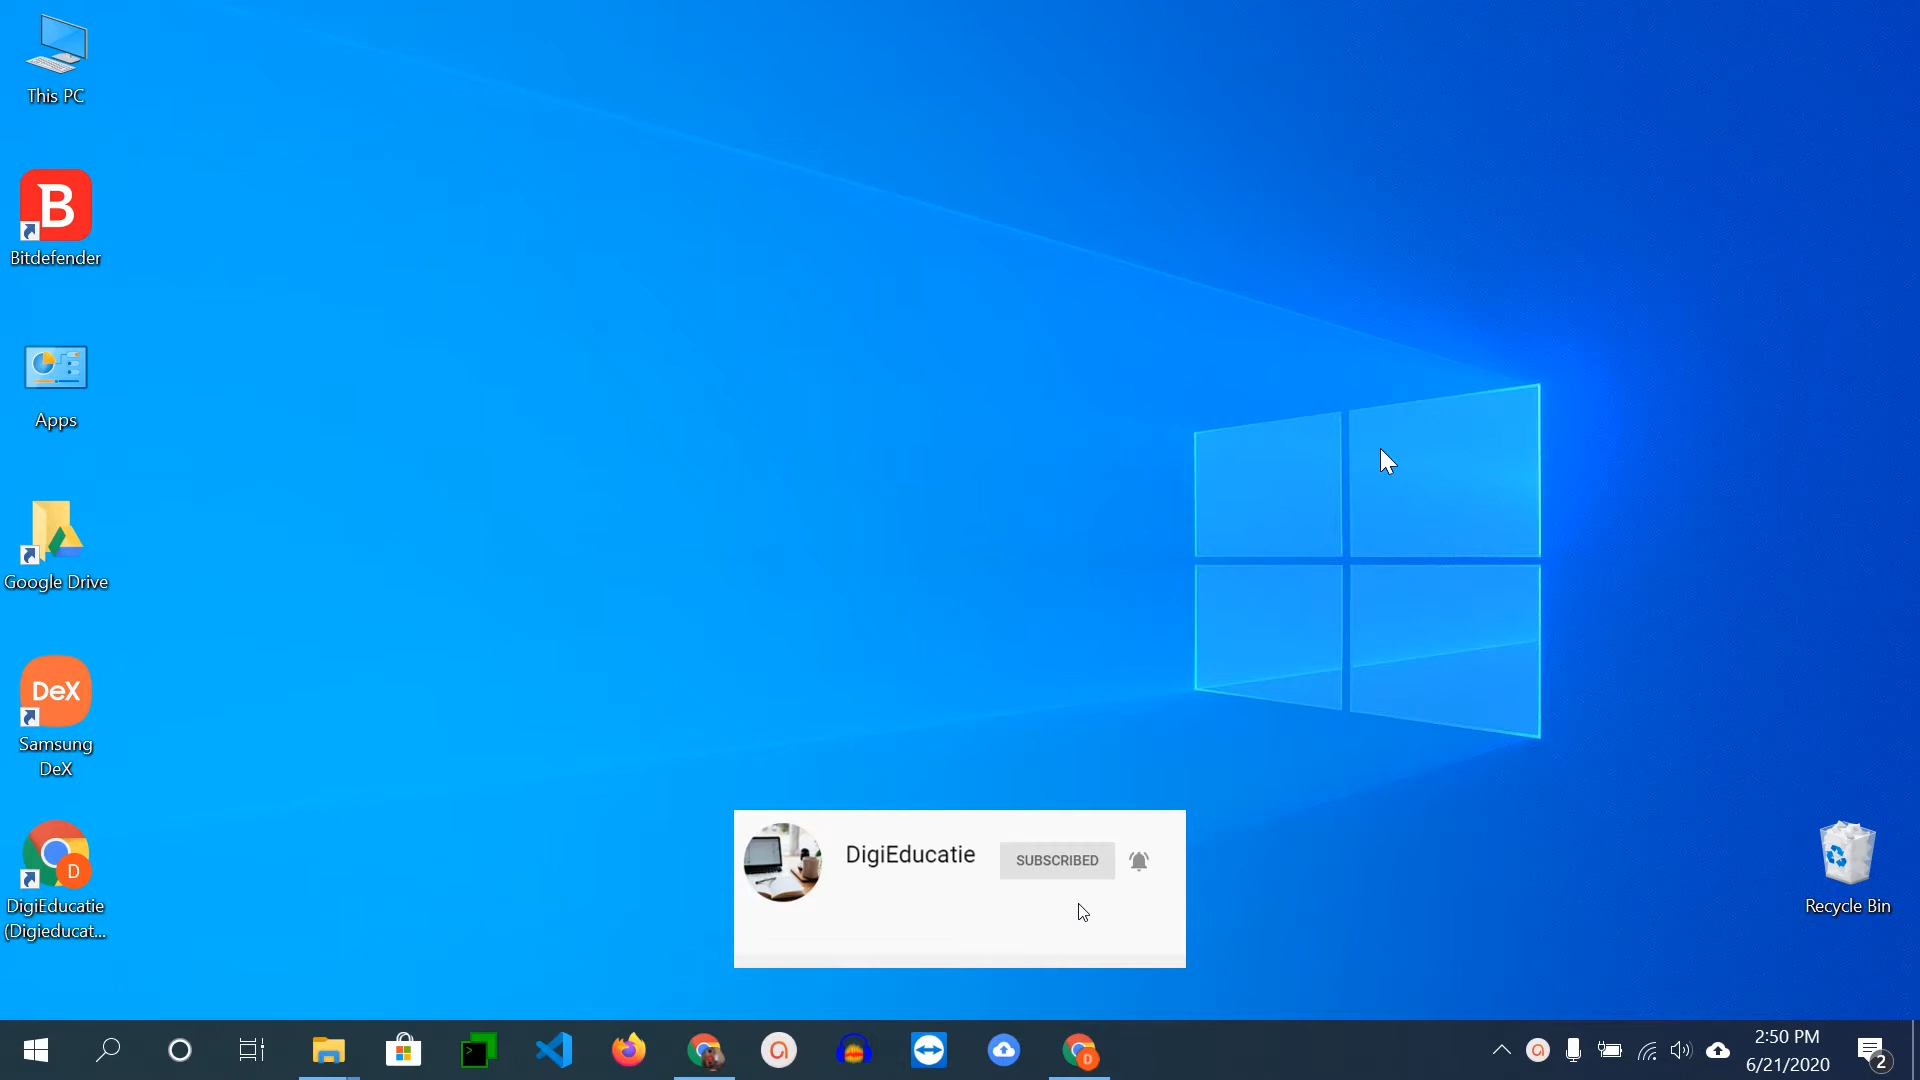 This PC
B
Bitdefender
Apps
Google Drive
DeX
Samsung
DeX
D
DigiEducatie
(Digieducat...
DigiEducatie
SUBSCRIBED
Recycle Bin
D
2:50 PM
6/21/2020
2